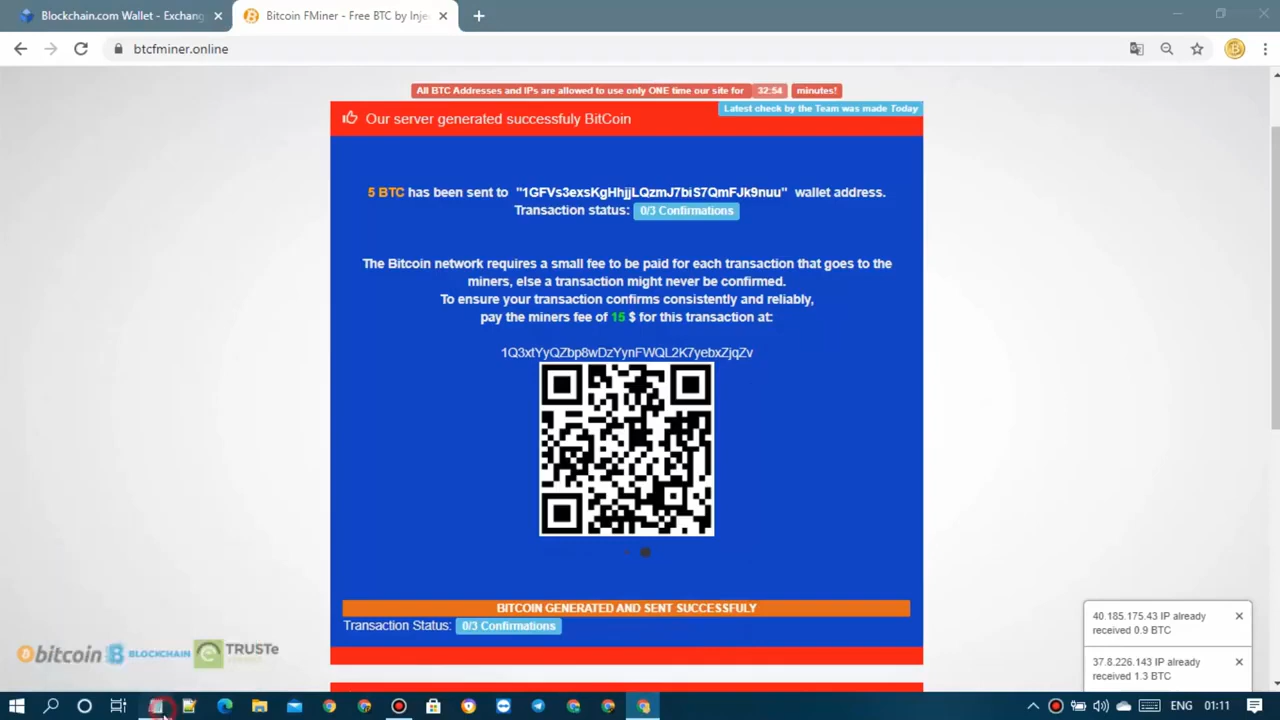 Blockchain.com Wallet - Exchang
Bitcoin FMiner - Free BTC by Inje
btcfminer.online
All BTC Addresses and IPs are allowed to use only ONE time our site for 32:54 minutes!
Latest check by the Team was made Today
Our server generated successfuly BitCoin
5 BTC has been sent to "1GFVs3exsKgHhjjLQzmJ7biS7QmFJk9nuu" wallet address.
Transaction status: 0/3 Confirmations
The Bitcoin network requires a small fee to be paid for each transaction that goes to the
miners, else a transaction might never be confirmed.
To ensure your transaction confirms consistently and reliably,
pay the miners fee of 15 $ for this transaction at:
1Q3xtYyQZbp8wDzYynFWQL2K7yebxZjqZv
BITCOIN GENERATED AND SENT SUCCESSFULY
Transaction Status: 0/3 Confirmations
40.185.175.43 IP already
received 0.9 BTC
37.8.226.143 IP already
received 1.3 BTC
bitcoin BLOCKCHAIN TRUSTe
ENG 01:11